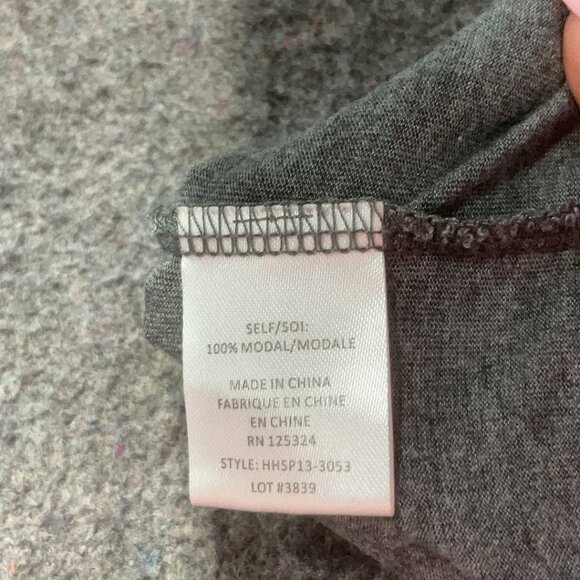 SELF/SOI:
100% MODAL/MODALE
MADE IN CHINA
FABRIQUE EN CHINE
EN CHINE
RN 125324
STYLE: HHSP13-3053
LOT #3839